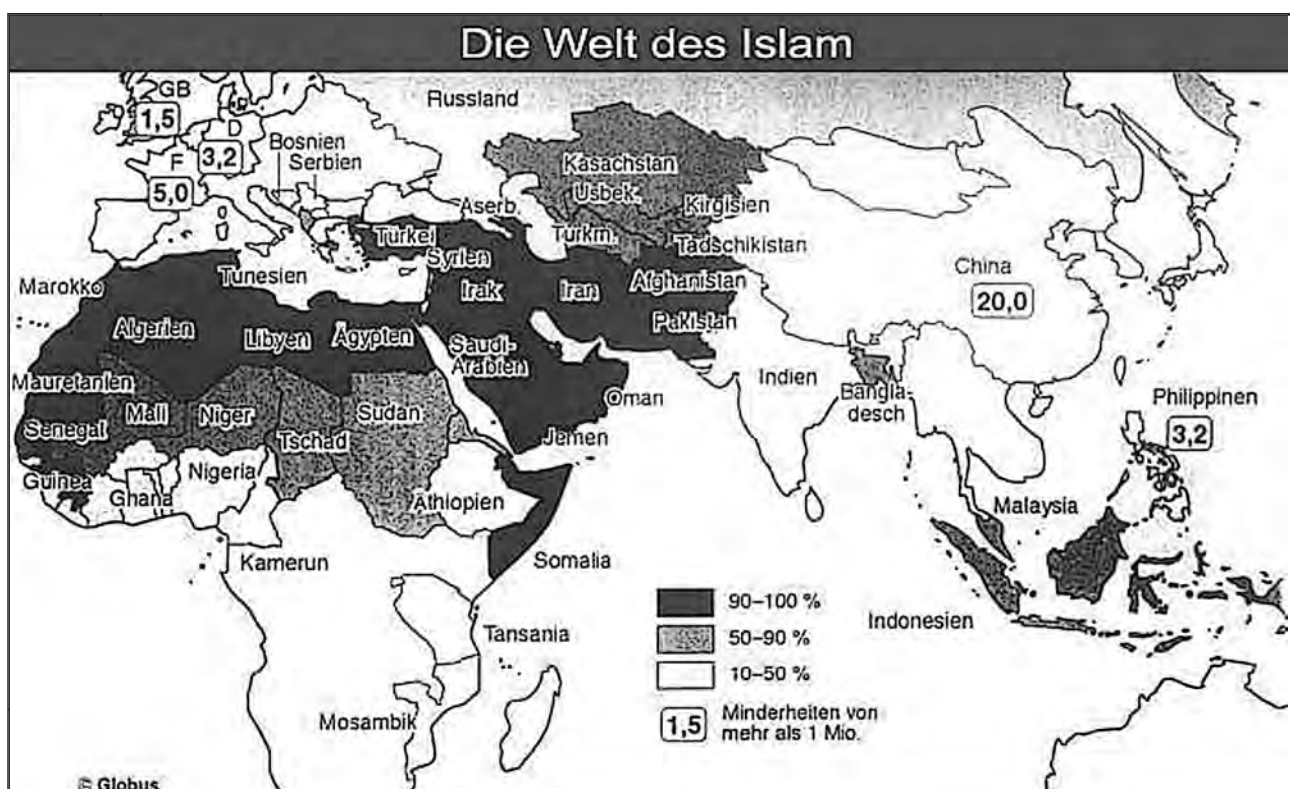 Die Welt des Islam
GB
1,5
D
3,2
F
5,0
Bosnien
Serbien
Russland
Kasachstan
Usbek.
Kirgisien
Aserb.
Türkei
Turkm.
Tadschikistan
Syrien
Tunesien
Marokko
Irak
Iran
Afghanistan
China
20,0
Algerien
Libyen
Ägypten
Pakistan
Saudi-
Arabien
Mauretanien
Mali
Niger
Sudan
Oman
Indien
Bangla-
desch
Philippinen
3,2
Senegal
Tschad
Jemen
Guinea
Ghana
Nigeria
Äthiopien
Malaysia
Kamerun
Somalia
Indonesien
Tansania
Mosambik
90–100 %
50–90 %
10–50 %
1,5
Minderheiten von
mehr als 1 Mio.
© Globus